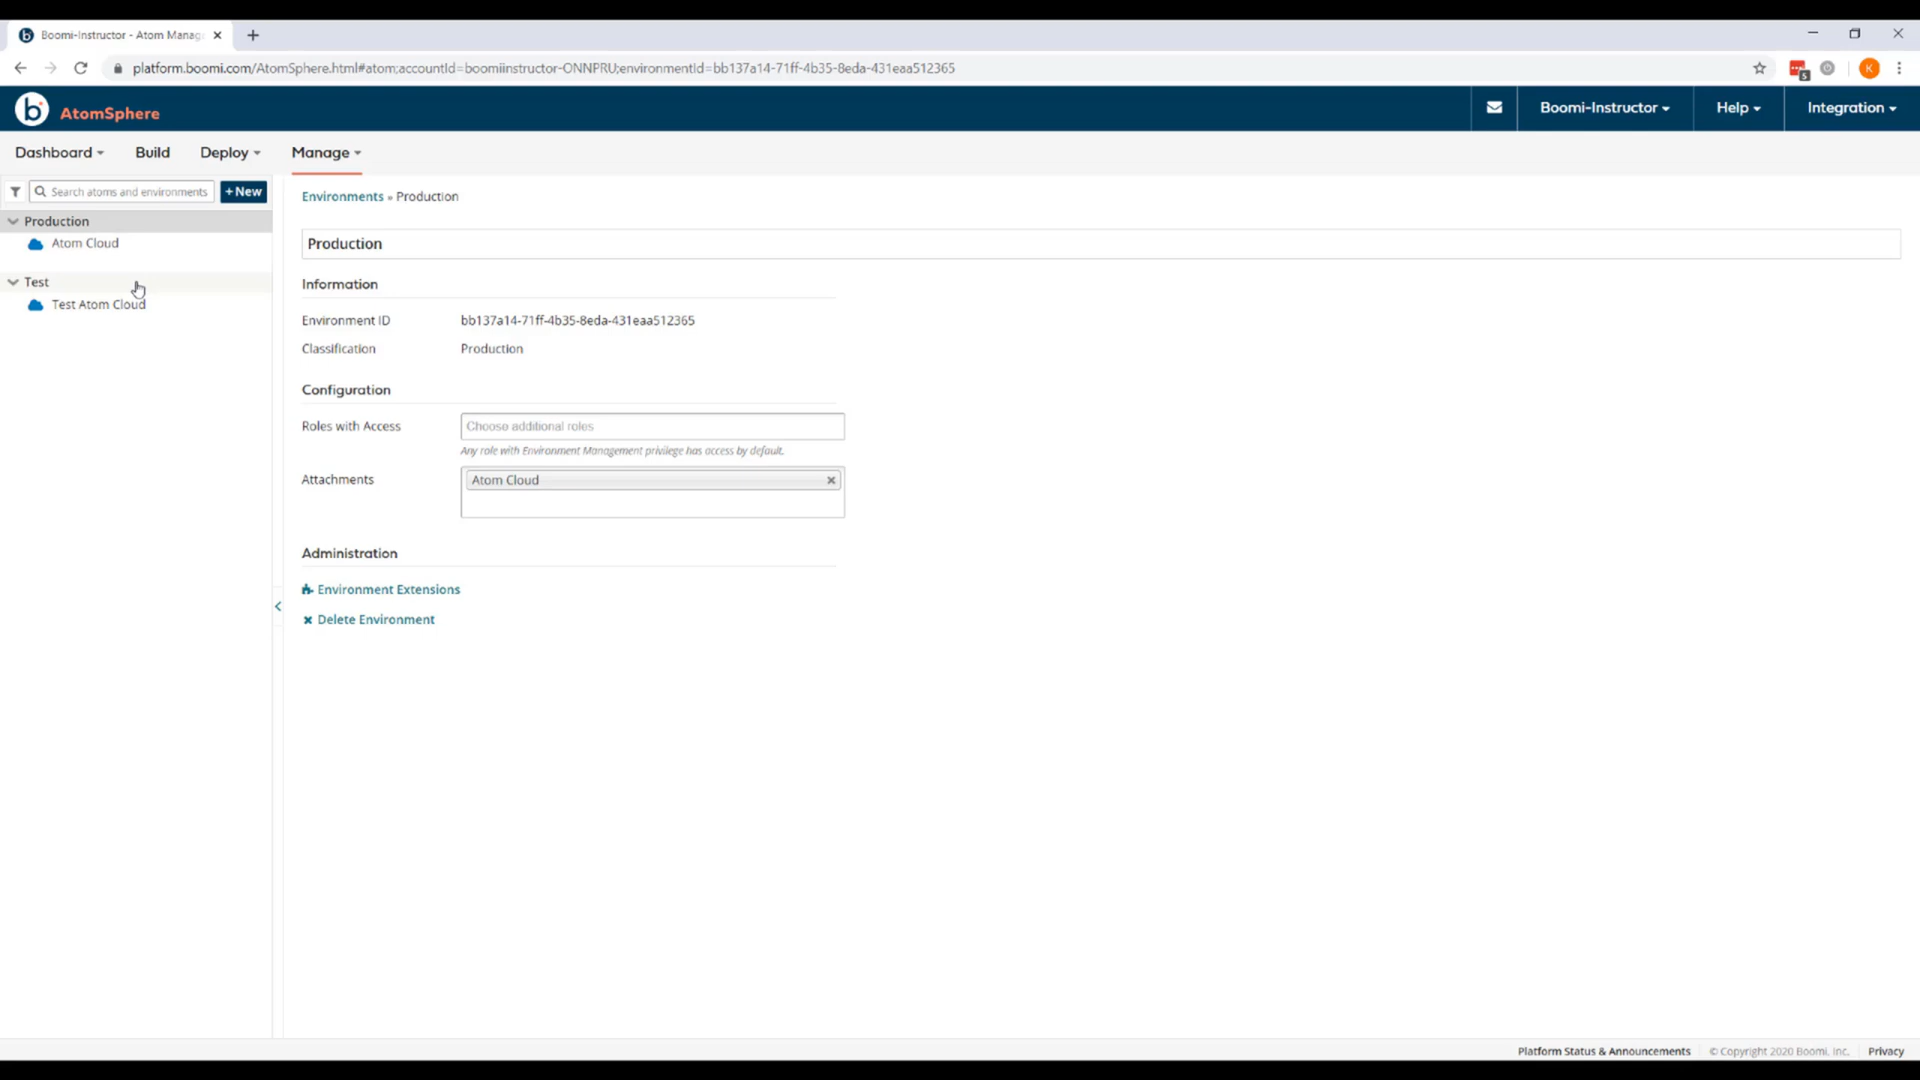 Boomi-Instructor - Atom Manag
platform.boomi.com/AtomSphere.html#atom;accountId=boomiinstructor-ONNPRU;environmentId=bb137a14-71ff-4b35-8eda-431eaa512365
5
K
b AtomSphere
Boomi-Instructor
Help
Integration
Dashboard
Build
Deploy
Manage
Search atoms and environments
+New
Environments » Production
Production
Atom Cloud
Test
Test Atom Cloud
Production
Information
Environment ID bb137a14-71ff-4b35-8eda-431eaa512365
Classification Production
Configuration
Roles with Access Choose additional roles
Any role with Environment Management privilege has access by default.
Attachments Atom Cloud
Administration
Environment Extensions
Delete Environment
Platform Status & Announcements © Copyright 2020 Boomi, Inc. Privacy